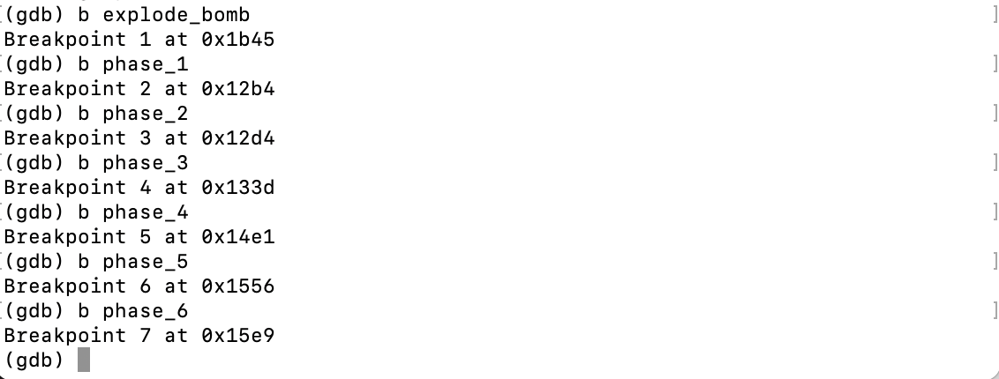 (gdb) b explode_bomb
Breakpoint 1 at 0x1b45
(gdb) b phase_1
Breakpoint 2 at 0x12b4
(gdb) b phase_2
Breakpoint 3 at 0x12d4
(gdb) b phase_3
Breakpoint 4 at 0x133d
(gdb) b phase_4
Breakpoint 5 at 0x14e1
(gdb) b phase_5
Breakpoint 6 at 0x1556
(gdb) b phase_6
Breakpoint 7 at 0x15e9
(gdb)